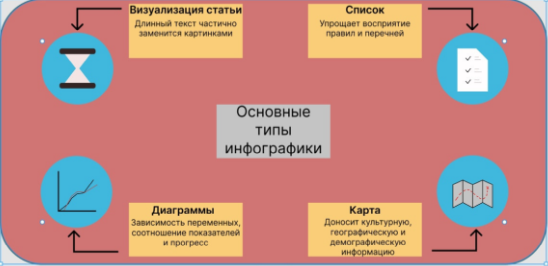 Визуализация статьи
Длинный текст частично
заменится картинками
Список
Упрощает восприятие
правил и перечней
Основные
типы
инфографики
Диаграммы
Зависимость переменных,
соотношение показателей
и прогресс
Карта
Доносит культурную,
географическую и
демографическую
информацию